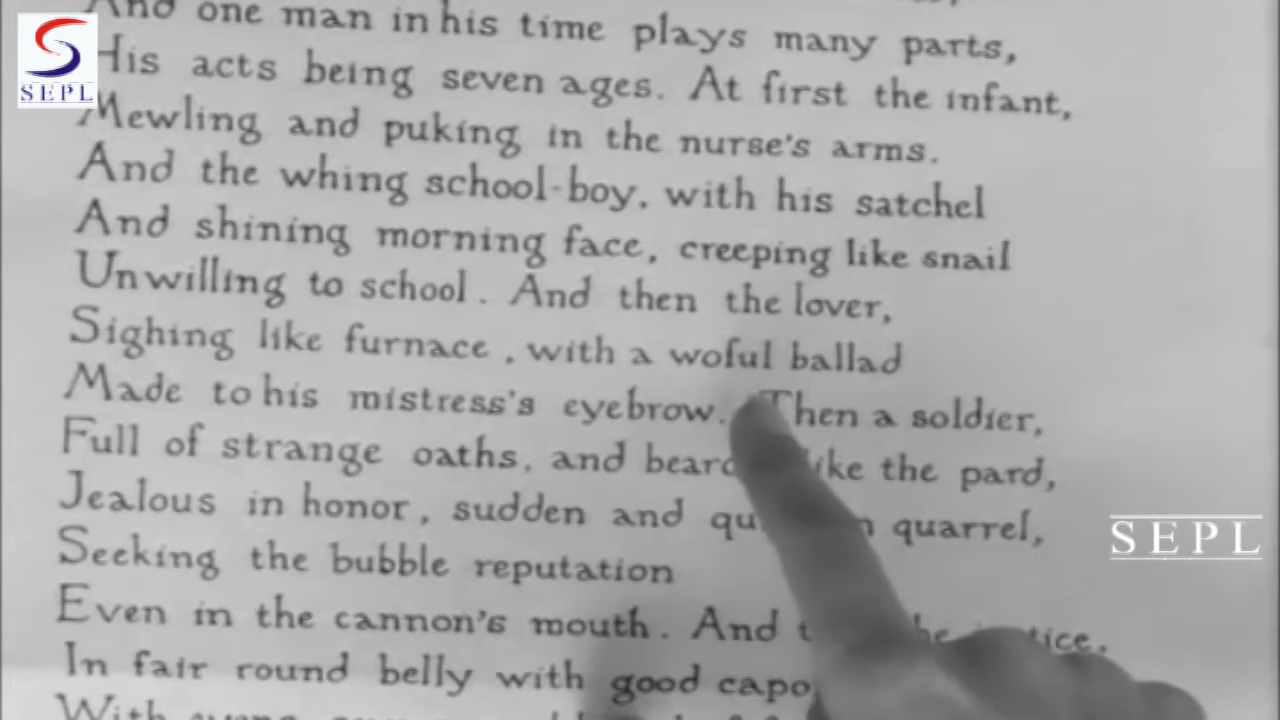 And one man in his time plays many parts,
His acts being seven ages. At first the infant,
Mewling and puking in the nurse's arms.
And the whing school-boy, with his satchel
And shining morning face, creeping like snail
Unwilling to school. And then the lover,
Sighing like furnace, with a woful ballad
Made to his mistress's eyebrow. Then a soldier,
Full of strange oaths, and beard like the pard,
Jealous in honor, sudden and quarrel,
Seeking the bubble reputation
Even in the cannon's mouth. And
In fair round belly with good
With
SEPL
SEPL